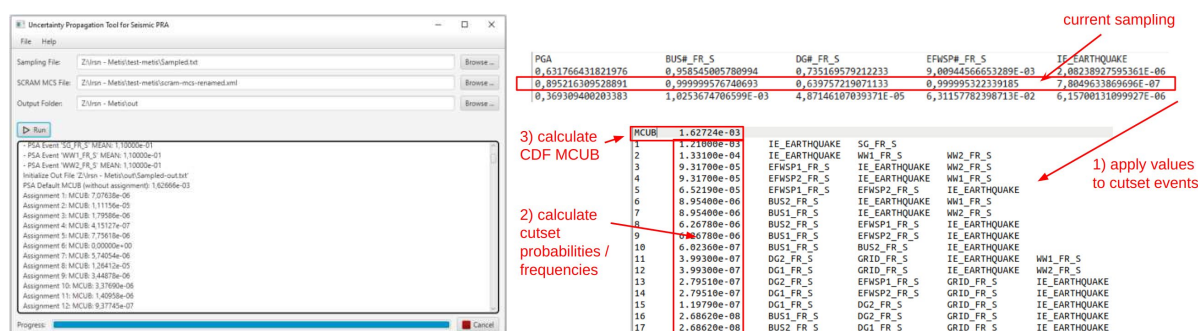 Uncertainty Propagation Tool for Seismic PRA
File Help
Sampling File: Z:\Irsn - Metis\test-metis\Sampled.txt Browse ...
SCRAM MCS File: Z:\Irsn - Metis\test-metis\scram-mcs-renamed.xml Browse ...
Output Folder: Z:\Irsn - Metis\out Browse ...
Run
- PSA Event 'SG_FR_S' MEAN: 1,10000e-01
- PSA Event 'WW1_FR_S' MEAN: 1,10000e-01
- PSA Event 'WW2_FR_S' MEAN: 1,10000e-01
Initialize Out File 'Z:\Irsn - Metis\out\Sampled-out.txt'
PSA Default MCUB (without assignment): 1,62666e-03
Assignment 1: MCUB: 7,07638e-06
Assignment 2: MCUB: 1,11156e-05
Assignment 3: MCUB: 1,79586e-06
Assignment 4: MCUB: 4,15127e-07
Assignment 5: MCUB: 7,75618e-06
Assignment 6: MCUB: 0,00000e+00
Assignment 7: MCUB: 5,74054e-06
Assignment 8: MCUB: 1,26412e-05
Assignment 9: MCUB: 3,44878e-06
Assignment 10: MCUB: 3,37690e-06
Assignment 11: MCUB: 1,40958e-06
Assignment 12: MCUB: 9,37745e-07
Progress: Cancel
current sampling
PGA BUS#_FR_S DG#_FR_S EFWSP#_FR_S IE_EARTHQUAKE
0,631766431821976 0,958545005780994 0,735169579212233 9,00944566653289E-03 2,08238927595361E-06
0,895216309528891 0,999999576740693 0,639757219071133 0,999995322339185 7,8049633869696E-07
0,369309400203383 1,0253674706599E-03 4,87146107039371E-05 6,31157782398713E-02 6,15700131099927E-06
3) calculate
CDF MCUB
2) calculate
cutset
probabilities /
frequencies
1) apply values
to cutset events
MCUB 1.62724e-03
1 1.21000e-03 IE_EARTHQUAKE SG_FR_S
2 1.33100e-04 IE_EARTHQUAKE WW1_FR_S WW2_FR_S
3 9.31700e-05 EFWSP1_FR_S IE_EARTHQUAKE WW2_FR_S
4 9.31700e-05 EFWSP2_FR_S IE_EARTHQUAKE WW1_FR_S
5 6.52190e-05 EFWSP1_FR_S EFWSP2_FR_S IE_EARTHQUAKE
6 8.95400e-06 BUS2_FR_S IE_EARTHQUAKE WW1_FR_S
7 8.95400e-06 BUS1_FR_S IE_EARTHQUAKE WW2_FR_S
8 6.26780e-06 BUS2_FR_S EFWSP1_FR_S IE_EARTHQUAKE
9 6.26780e-06 BUS1_FR_S EFWSP2_FR_S IE_EARTHQUAKE
10 6.02360e-07 BUS1_FR_S BUS2_FR_S IE_EARTHQUAKE
11 3.99300e-07 DG2_FR_S GRID_FR_S IE_EARTHQUAKE WW1_FR_S
12 3.99300e-07 DG1_FR_S GRID_FR_S IE_EARTHQUAKE WW2_FR_S
13 2.79510e-07 DG2_FR_S EFWSP1_FR_S GRID_FR_S IE_EARTHQUAKE
14 2.79510e-07 DG1_FR_S EFWSP2_FR_S GRID_FR_S IE_EARTHQUAKE
15 1.19790e-07 DG1_FR_S DG2_FR_S GRID_FR_S IE_EARTHQUAKE
16 2.68620e-08 BUS1_FR_S DG2_FR_S GRID_FR_S IE_EARTHQUAKE
17 2.68620e-08 BUS2_FR_S DG1_FR_S GRID_FR_S IE_EARTHQUAKE